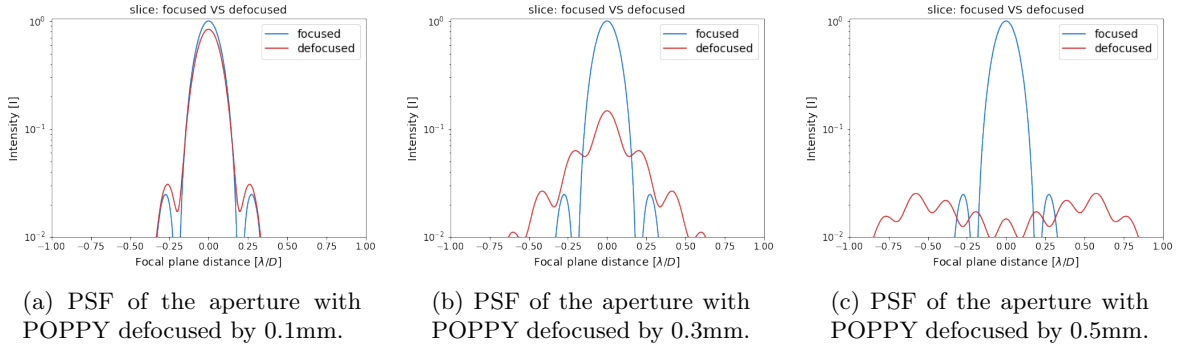 slice: focused VS defocused
10⁰
10⁻¹
10⁻²
Intensity [I]
focused
defocused
−1.00 −0.75 −0.50 −0.25 0.00 0.25 0.50 0.75 1.00
Focal plane distance [λ/D]
(a) PSF of the aperture with
POPPY defocused by 0.1mm.
slice: focused VS defocused
10⁰
10⁻¹
10⁻²
Intensity [I]
focused
defocused
−1.00 −0.75 −0.50 −0.25 0.00 0.25 0.50 0.75 1.00
Focal plane distance [λ/D]
(b) PSF of the aperture with
POPPY defocused by 0.3mm.
slice: focused VS defocused
10⁰
10⁻¹
10⁻²
Intensity [I]
focused
defocused
−1.00 −0.75 −0.50 −0.25 0.00 0.25 0.50 0.75 1.00
Focal plane distance [λ/D]
(c) PSF of the aperture with
POPPY defocused by 0.5mm.